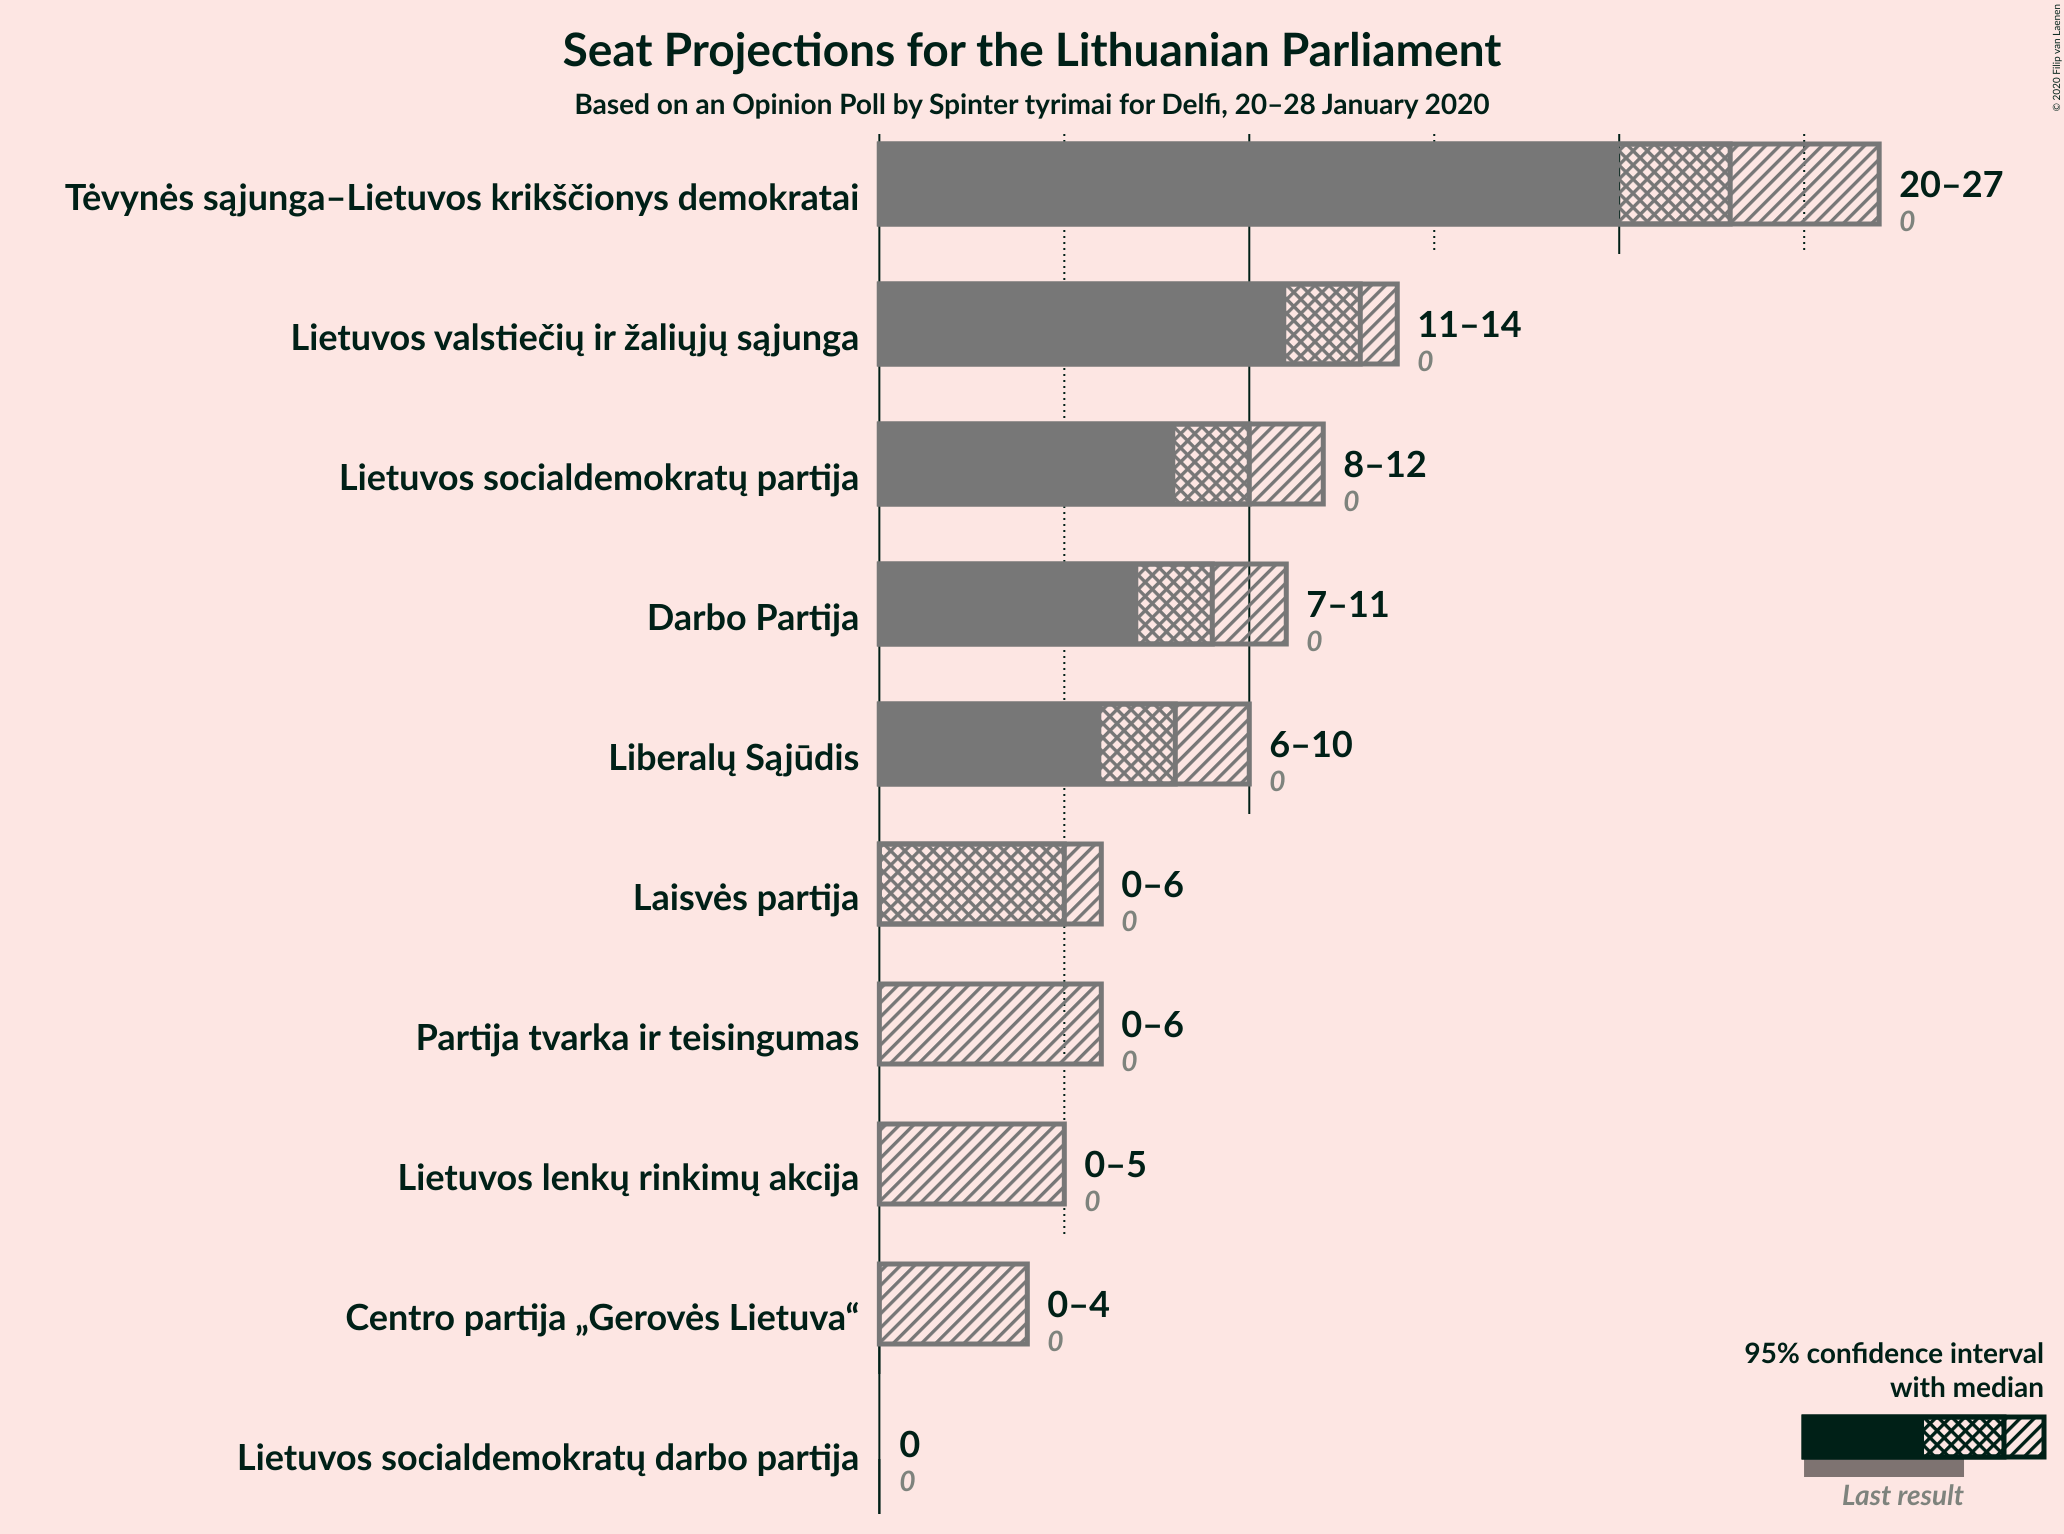 Seat Projections for the Lithuanian Parliament
Based on an Opinion Poll by Spinter tyrimai for Delfi, 20–28 January 2020
© 2020 Filip van Laenen
Tėvynės sąjunga–Lietuvos krikščionys demokratai
20–27
0
Lietuvos valstiečių ir žaliųjų sąjunga
11–14
0
Lietuvos socialdemokratų partija
8–12
0
Darbo Partija
7–11
0
Liberalų Sąjūdis
6–10
0
Laisvės partija
0–6
0
Partija tvarka ir teisingumas
0–6
0
Lietuvos lenkų rinkimų akcija
0–5
0
Centro partija „Gerovės Lietuva“
0–4
0
Lietuvos socialdemokratų darbo partija
0
0
95% confidence interval
with median
Last result